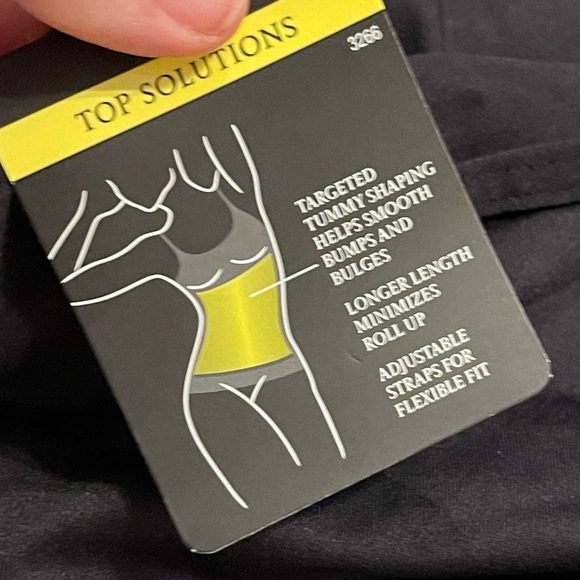 TOP SOLUTIONS
3266
TARGETED
TUMMY SHAPING
HELPS SMOOTH
BUMPS AND
BULGES
LONGER LENGTH
MINIMIZES
ROLL UP
ADJUSTABLE
STRAPS FOR
FLEXIBLE FIT